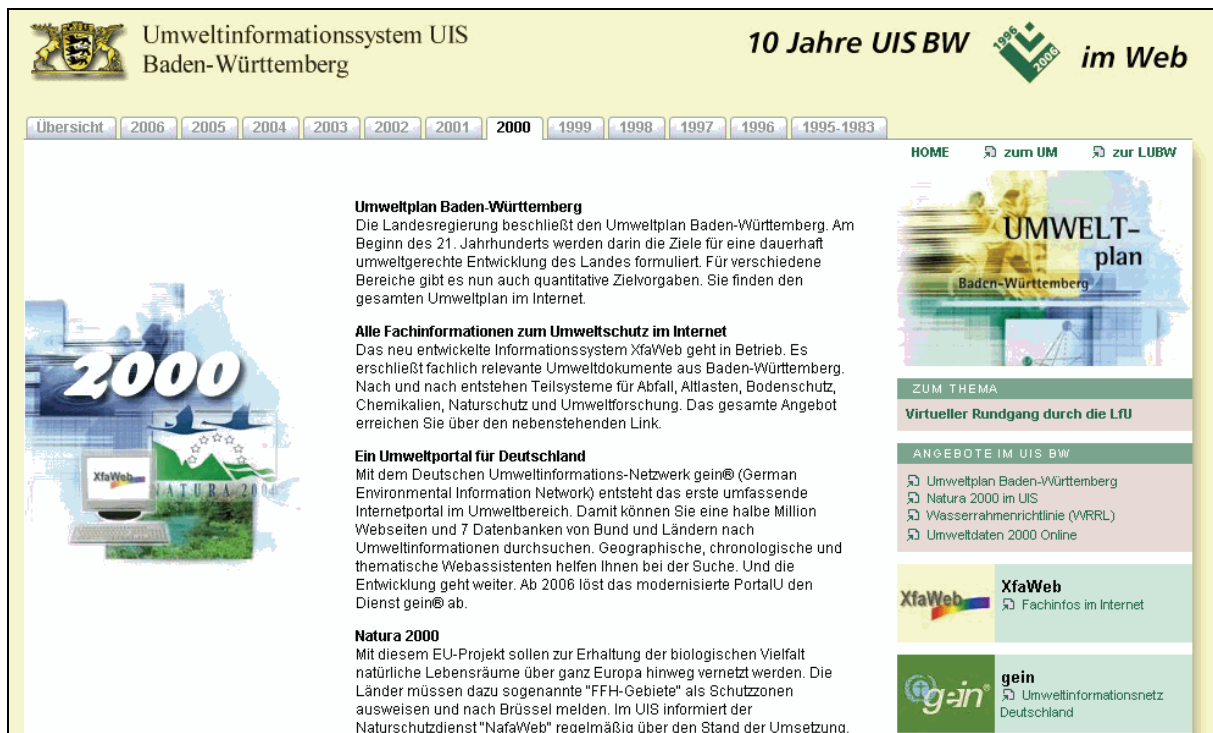 Umweltinformationssystem UIS
Baden-Württemberg
10 Jahre UIS BW
1996
2006
im Web
Übersicht 2006 2005 2004 2003 2002 2001 2000 1999 1998 1997 1996 1995-1983
HOME zum UM zur LUBW
2000
XfaWeb
NATURA 2000
Umweltplan Baden-Württemberg
Die Landesregierung beschließt den Umweltplan Baden-Württemberg. Am
Beginn des 21. Jahrhunderts werden darin die Ziele für eine dauerhaft
umweltgerechte Entwicklung des Landes formuliert. Für verschiedene
Bereiche gibt es nun auch quantitative Zielvorgaben. Sie finden den
gesamten Umweltplan im Internet.
Alle Fachinformationen zum Umweltschutz im Internet
Das neu entwickelte Informationssystem XfaWeb geht in Betrieb. Es
erschließt fachlich relevante Umweltdokumente aus Baden-Württemberg.
Nach und nach entstehen Teilsysteme für Abfall, Altlasten, Bodenschutz,
Chemikalien, Naturschutz und Umweltforschung. Das gesamte Angebot
erreichen Sie über den nebenstehenden Link.
Ein Umweltportal für Deutschland
Mit dem Deutschen Umweltinformations-Netzwerk gein® (German
Environmental Information Network) entsteht das erste umfassende
Internetportal im Umweltbereich. Damit können Sie eine halbe Million
Webseiten und 7 Datenbanken von Bund und Ländern nach
Umweltinformationen durchsuchen. Geographische, chronologische und
thematische Webassistenten helfen Ihnen bei der Suche. Und die
Entwicklung geht weiter. Ab 2006 löst das modernisierte PortalU den
Dienst gein® ab.
Natura 2000
Mit diesem EU-Projekt sollen zur Erhaltung der biologischen Vielfalt
natürliche Lebensräume über ganz Europa hinweg vernetzt werden. Die
Länder müssen dazu sogenannte "FFH-Gebiete" als Schutzzonen
ausweisen und nach Brüssel melden. Im UIS informiert der
Naturschutzdienst "NafaWeb" regelmäßig über den Stand der Umsetzung.
UMWELT-
plan
Baden-Württemberg
ZUM THEMA
Virtueller Rundgang durch die LfU
ANGEBOTE IM UIS BW
Umweltplan Baden-Württemberg
Natura 2000 im UIS
Wasserrahmenrichtlinie (WRRL)
Umweltdaten 2000 Online
XfaWeb
XfaWeb
Fachinfos im Internet
gein®
gein
Umweltinformationsnetz
Deutschland